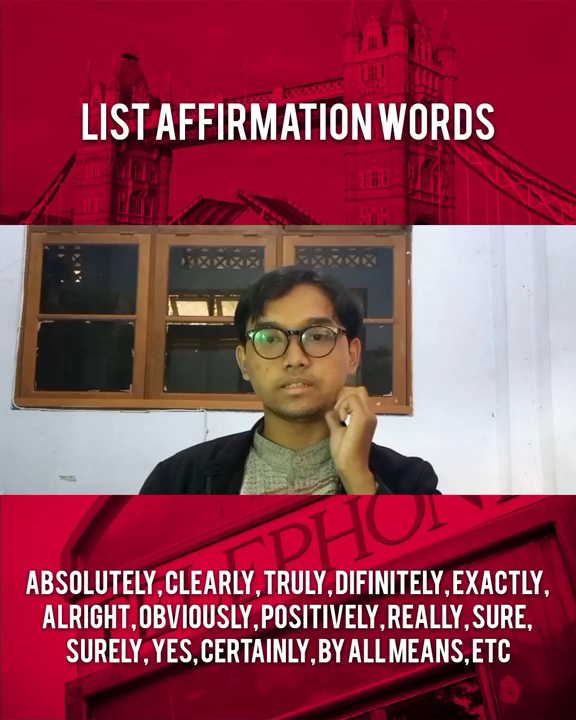 LIST AFFIRMATION WORDS
TELEPHONE
ABSOLUTELY, CLEARLY, TRULY, DIFINITELY, EXACTLY,
ALRIGHT, OBVIOUSLY, POSITIVELY, REALLY, SURE,
SURELY, YES, CERTAINLY, BY ALL MEANS, ETC